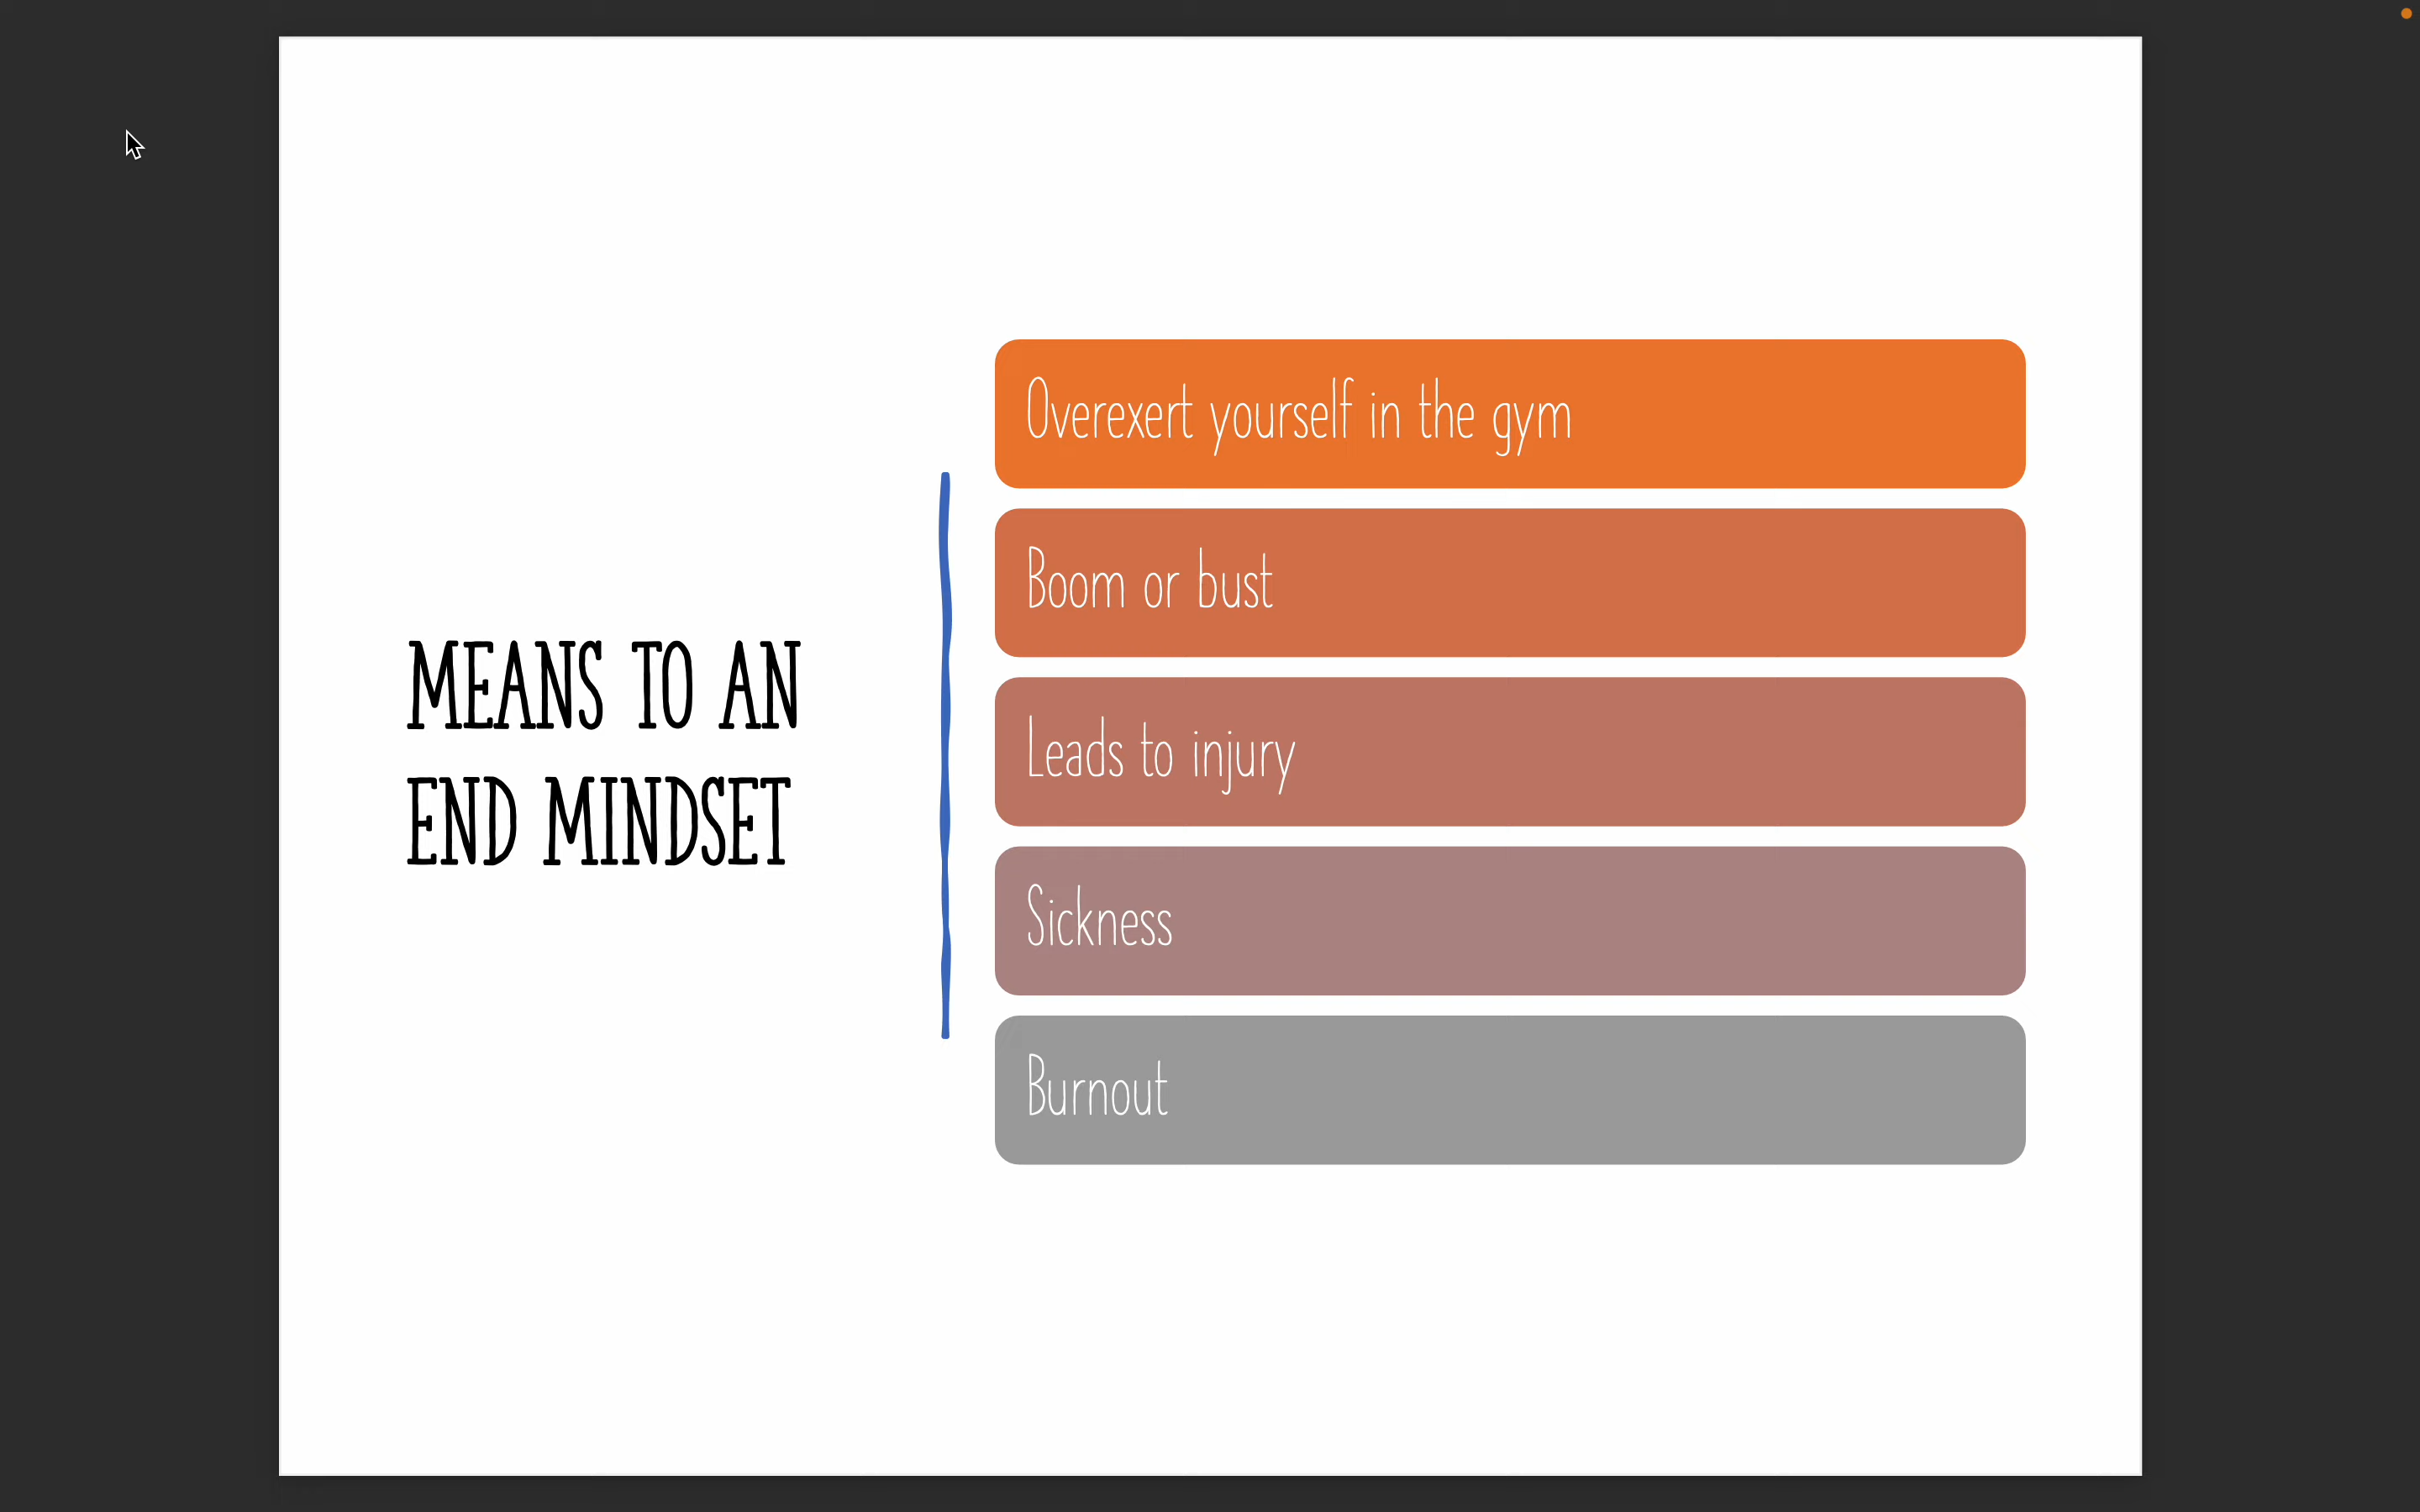 MEANS TO AN
END MINDSET
Overexert yourself in the gym
Boom or bust
Leads to injury
Sickness
Burnout